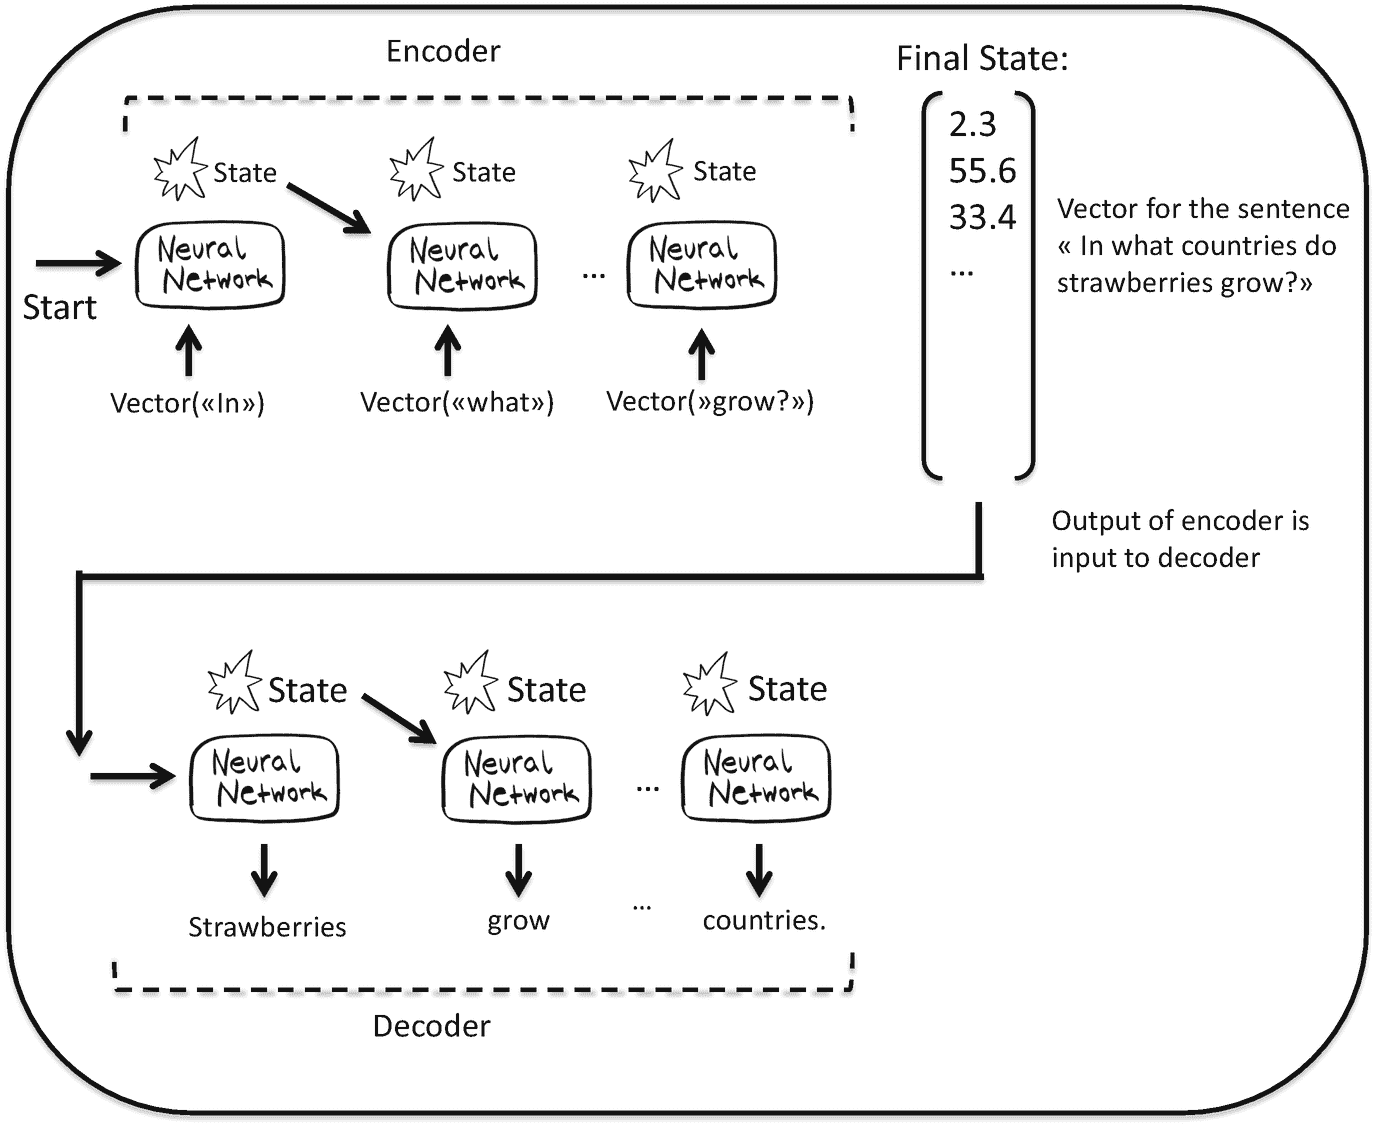 Encoder
Final State:
2.3
55.6
33.4
...
State
State
State
Neural
Network
Neural
Network
...
Neural
Network
Start
Vector(«In»)
Vector(«what»)
Vector(»grow?»)
Vector for the sentence
« In what countries do
strawberries grow?»
Output of encoder is
input to decoder
State
State
State
Neural
Network
Neural
Network
...
Neural
Network
Strawberries
grow
...
countries.
Decoder